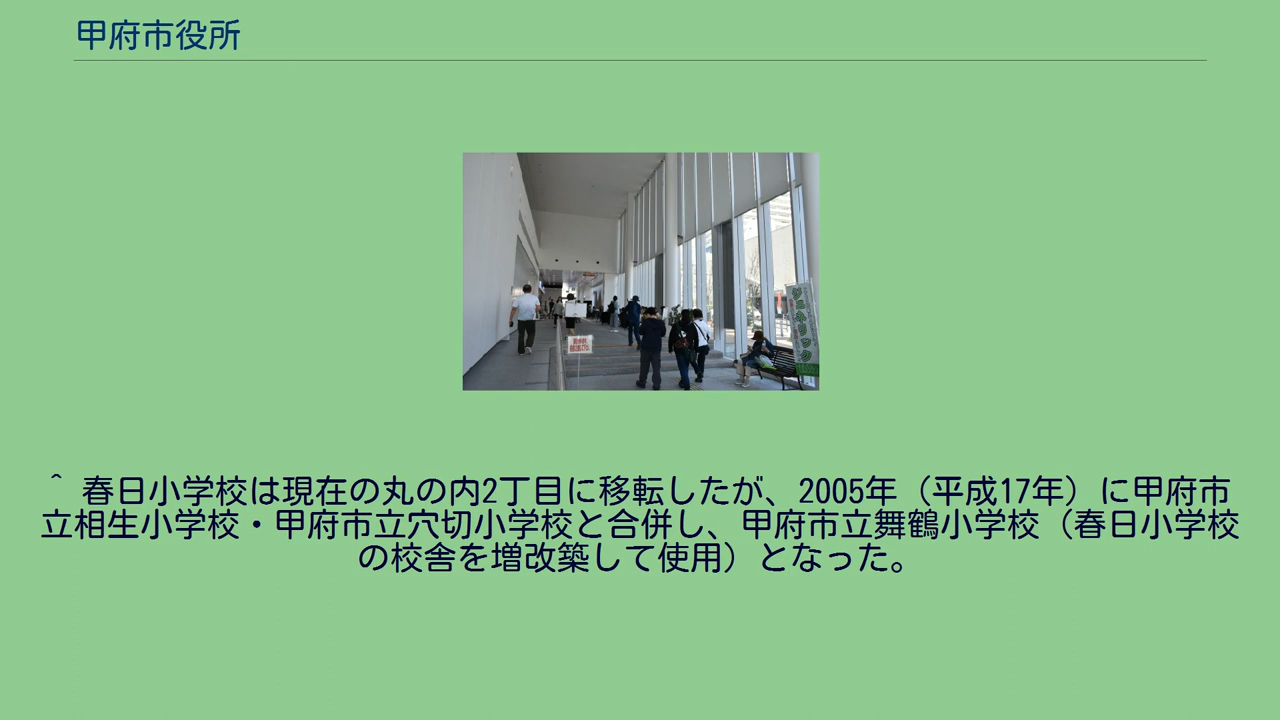 甲府市役所
^ 春日小学校は現在の丸の内2丁目に移転したが、2005年（平成17年）に甲府市
立相生小学校・甲府市立穴切小学校と合併し、甲府市立舞鶴小学校（春日小学校
の校舎を増改築して使用）となった。